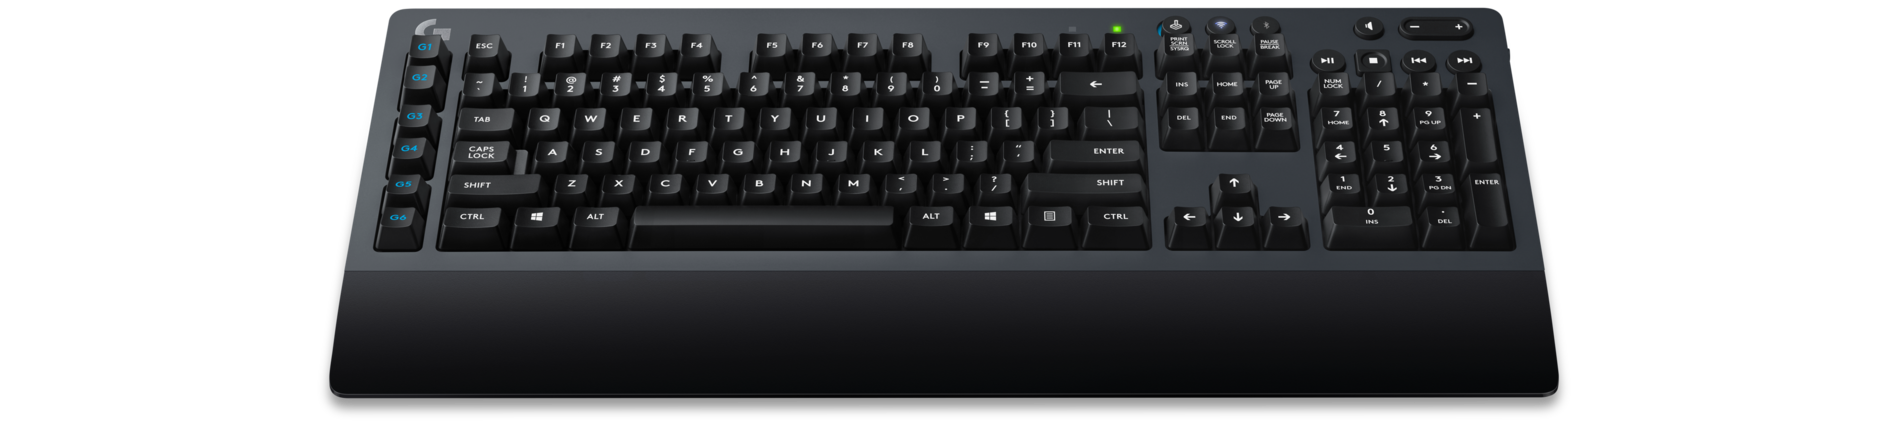 G
G1 ESC F1 F2 F3 F4 F5 F6 F7 F8 F9 F10 F11 F12 PRINT SCRN SYSRQ SCROLL LOCK PAUSE BREAK − +
G2 ~ ` ! 1 @ 2 # 3 $ 4 % 5 ^ 6 & 7 * 8 ( 9 ) 0 _ - + = ← INS HOME PAGE UP NUM LOCK / * −
G3 TAB Q W E R T Y U I O P { [ } ] | \ DEL END PAGE DOWN 7 HOME 8 ↑ 9 PG UP +
G4 CAPS LOCK A S D F G H J K L : ; " ' ENTER 4 ← 5 6 →
G5 SHIFT Z X C V B N M < , > . ? / SHIFT ↑ 1 END 2 ↓ 3 PG DN ENTER
G6 CTRL ALT ALT CTRL ← ↓ → 0 INS . DEL